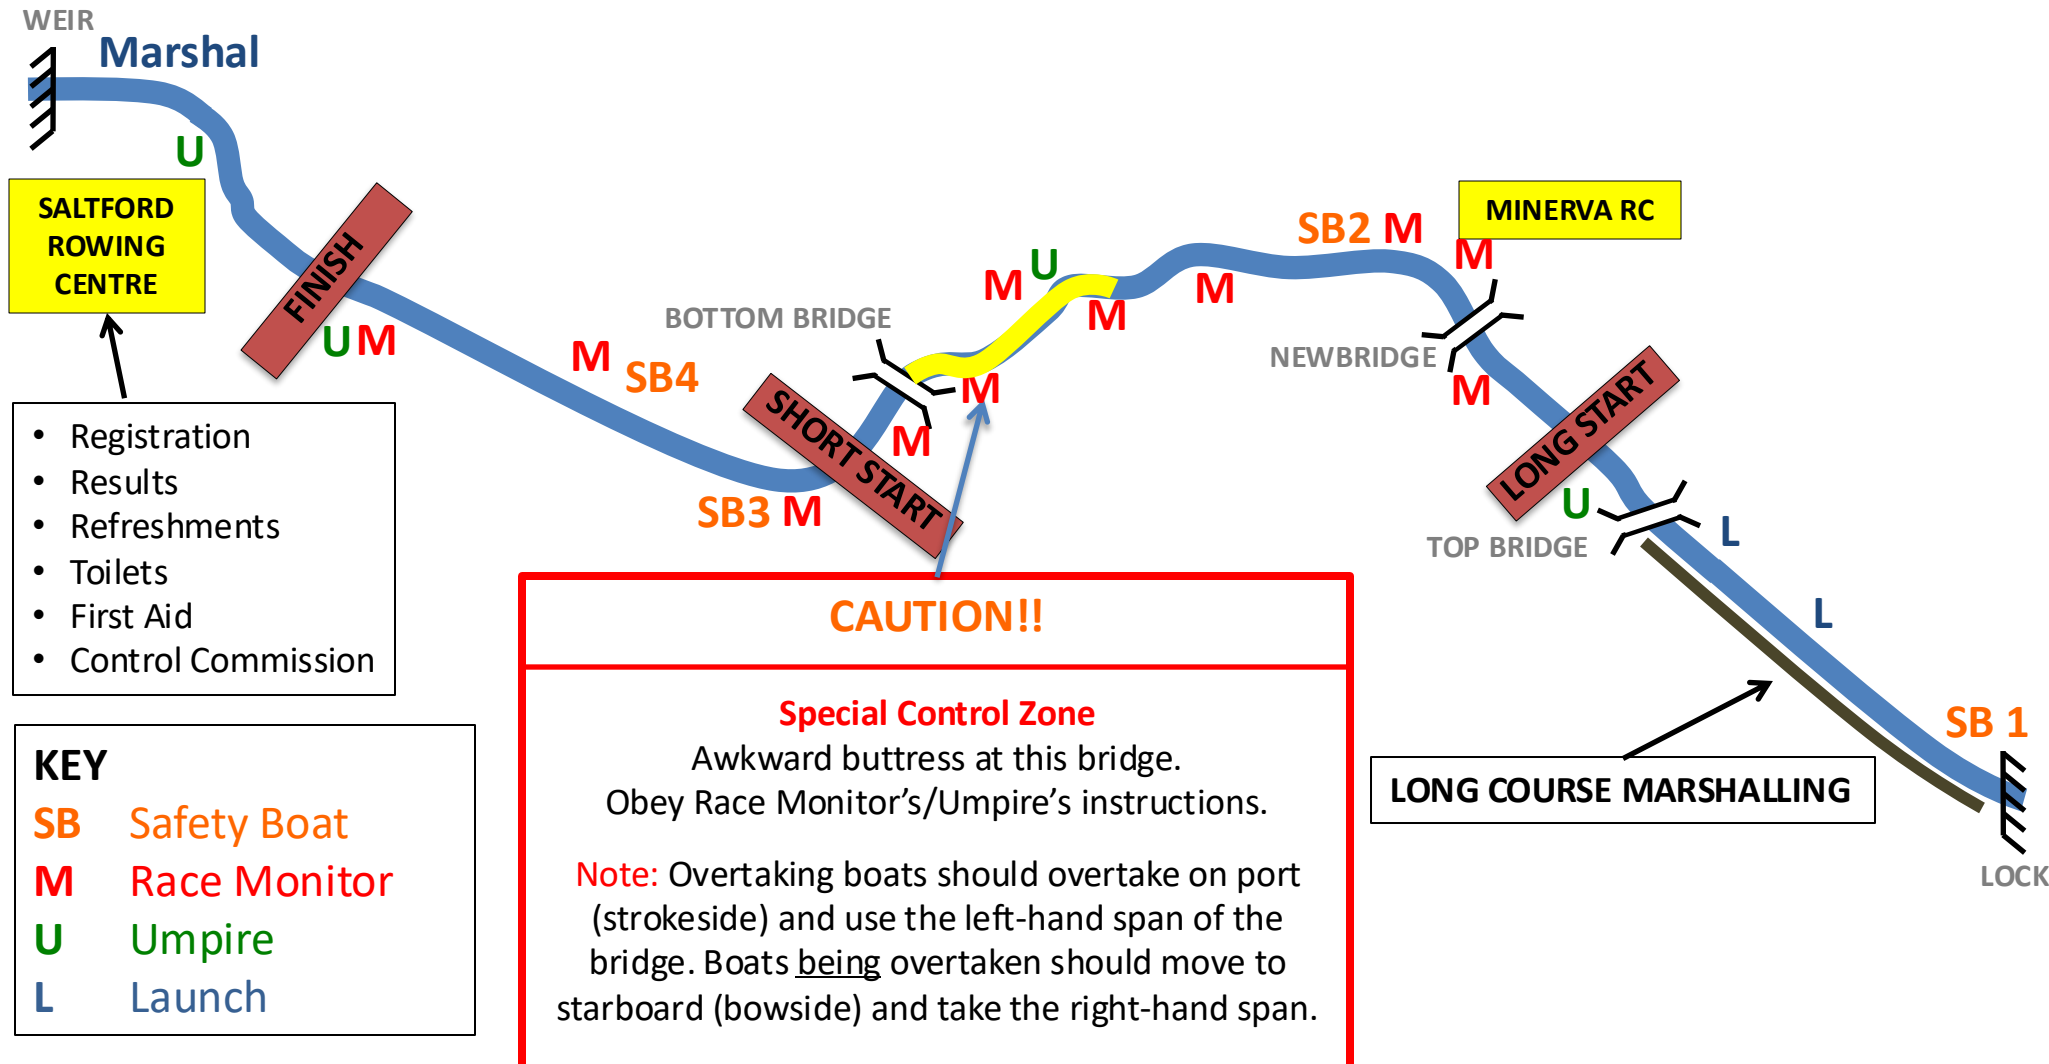 WEIR
Marshal
U
SALTFORD
ROWING
CENTRE
FINISH
U M
M
SB4
BOTTOM BRIDGE
SHORT START
SB3 M
M
M
M
U
M
M
SB2 M
MINERVA RC
M
NEWBRIDGE
M
LONG START
U
TOP BRIDGE
L
L
SB 1
LOCK
LONG COURSE MARSHALLING
• Registration
• Results
• Refreshments
• Toilets
• First Aid
• Control Commission
KEY
SB Safety Boat
M Race Monitor
U Umpire
L Launch
CAUTION!!
Special Control Zone
Awkward buttress at this bridge.
Obey Race Monitor's/Umpire's instructions.
Note: Overtaking boats should overtake on port
(strokeside) and use the left-hand span of the
bridge. Boats being overtaken should move to
starboard (bowside) and take the right-hand span.